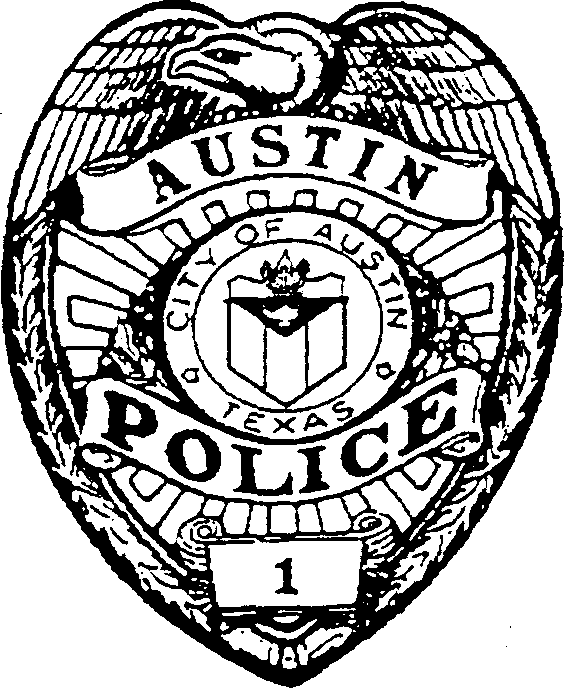 AUSTIN
CITY OF AUSTIN
TEXAS
POLICE
1